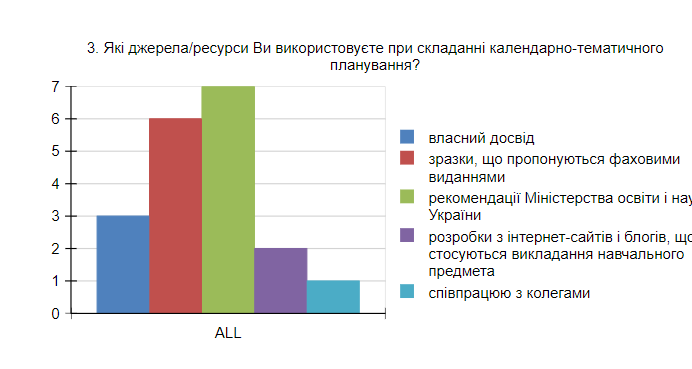 3. Які джерела/ресурси Ви використовуєте при складанні календарно-тематичного
планування?
7
6
5
4
3
2
1
0
ALL
власний досвід
зразки, що пропонуються фаховими
виданнями
рекомендації Міністерства освіти і нау
України
розробки з інтернет-сайтів і блогів, що
стосуються викладання навчального
предмета
співпрацюю з колегами